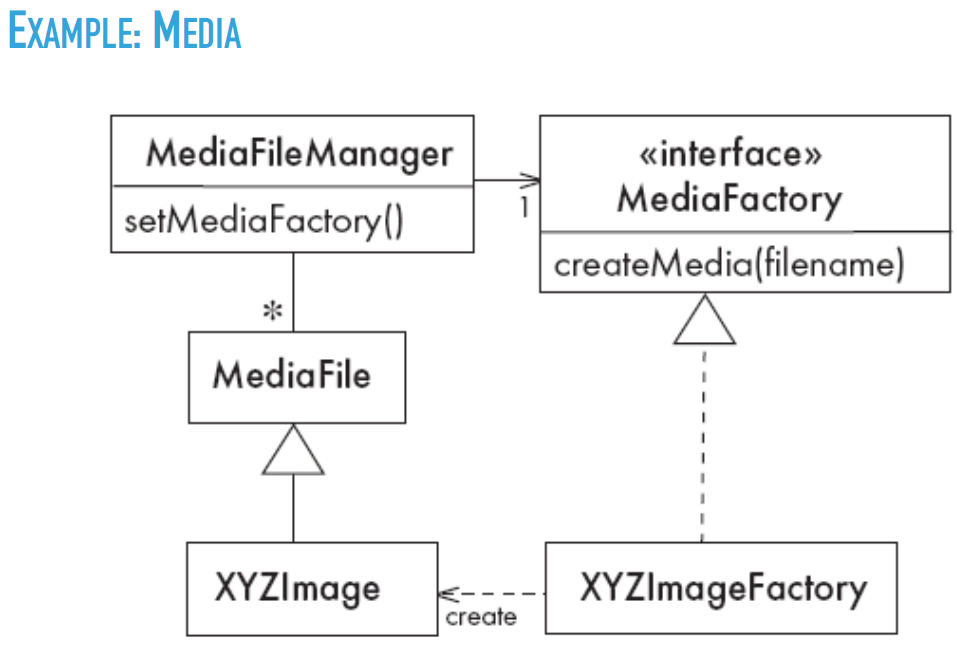 EXAMPLE: MEDIA
MediaFileManager
setMediaFactory()
1
«interface»
MediaFactory
createMedia(filename)
*
MediaFile
XYZImage
create
XYZImageFactory